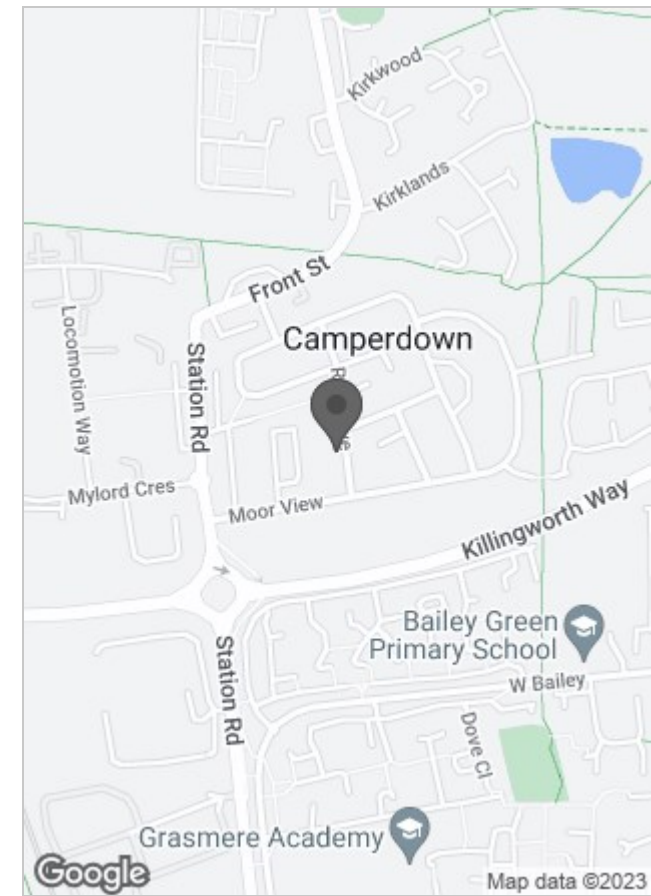 Kirkwood
Kirklands
Front St
Camperdown
Locomotion Way
Station Rd
Mylord Cres
Moor View
Killingworth Way
Bailey Green
Primary School
W Bailey
Station Rd
Dove Cl
Grasmere Academy
Google
Map data ©2023